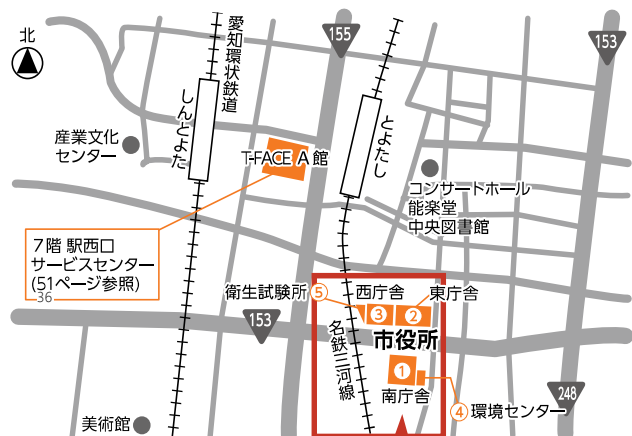 北
愛知環状鉄道
155
153
しんとよた
とよたし
産業文化
センター
T-FACE A館
コンサートホール
能楽堂
中央図書館
7階 駅西口
サービスセンター
(51ページ参照)
36
衛生試験所⑤
西庁舎
東庁舎
③
②
153
市役所
名鉄三河線
①
南庁舎
248
④環境センター
美術館